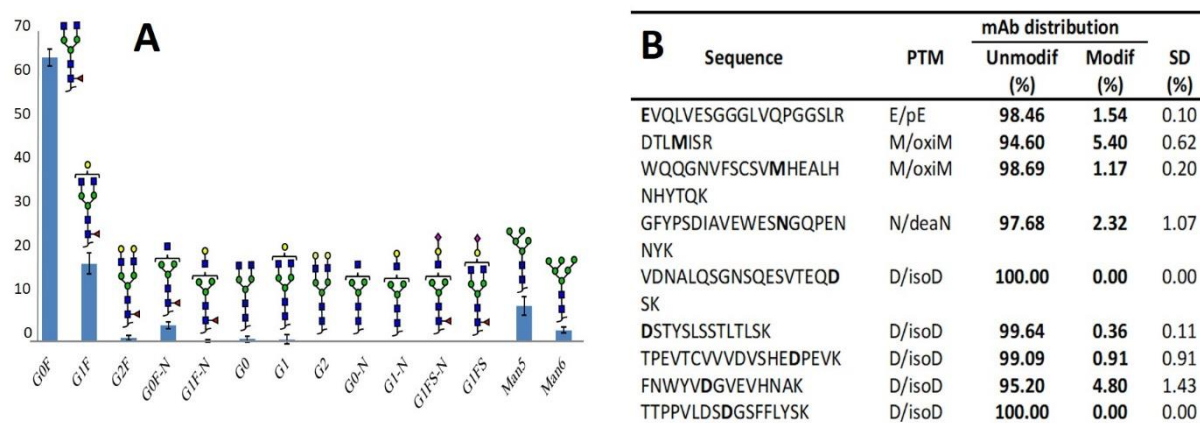 A
70
60
50
40
30
20
10
0
G0F
G1F
G2F
G0F-N
G1F-N
G0
G1
G2
G0-N
G1-N
G1FS-N
G1FS
Man5
Man6
B
mAb distribution
Sequence PTM Unmodif Modif SD
(%) (%) (%)
EVQLVESGGGLVQPGGSLR E/pE 98.46 1.54 0.10
DTLMISR M/oxiM 94.60 5.40 0.62
WQQGNVFSCSVMHEALH M/oxiM 98.69 1.17 0.20
NHYTQK
GFYPSDIAVEWESNGQPEN N/deaN 97.68 2.32 1.07
NYK
VDNALQSGNSQESVTEQD D/isoD 100.00 0.00 0.00
SK
DSTYSLSSTLTLSK D/isoD 99.64 0.36 0.11
TPEVTCVVVDVSHEDPEVK D/isoD 99.09 0.91 0.91
FNWYVDGVEVHNAK D/isoD 95.20 4.80 1.43
TTPPVLDSDGSFFLYSK D/isoD 100.00 0.00 0.00